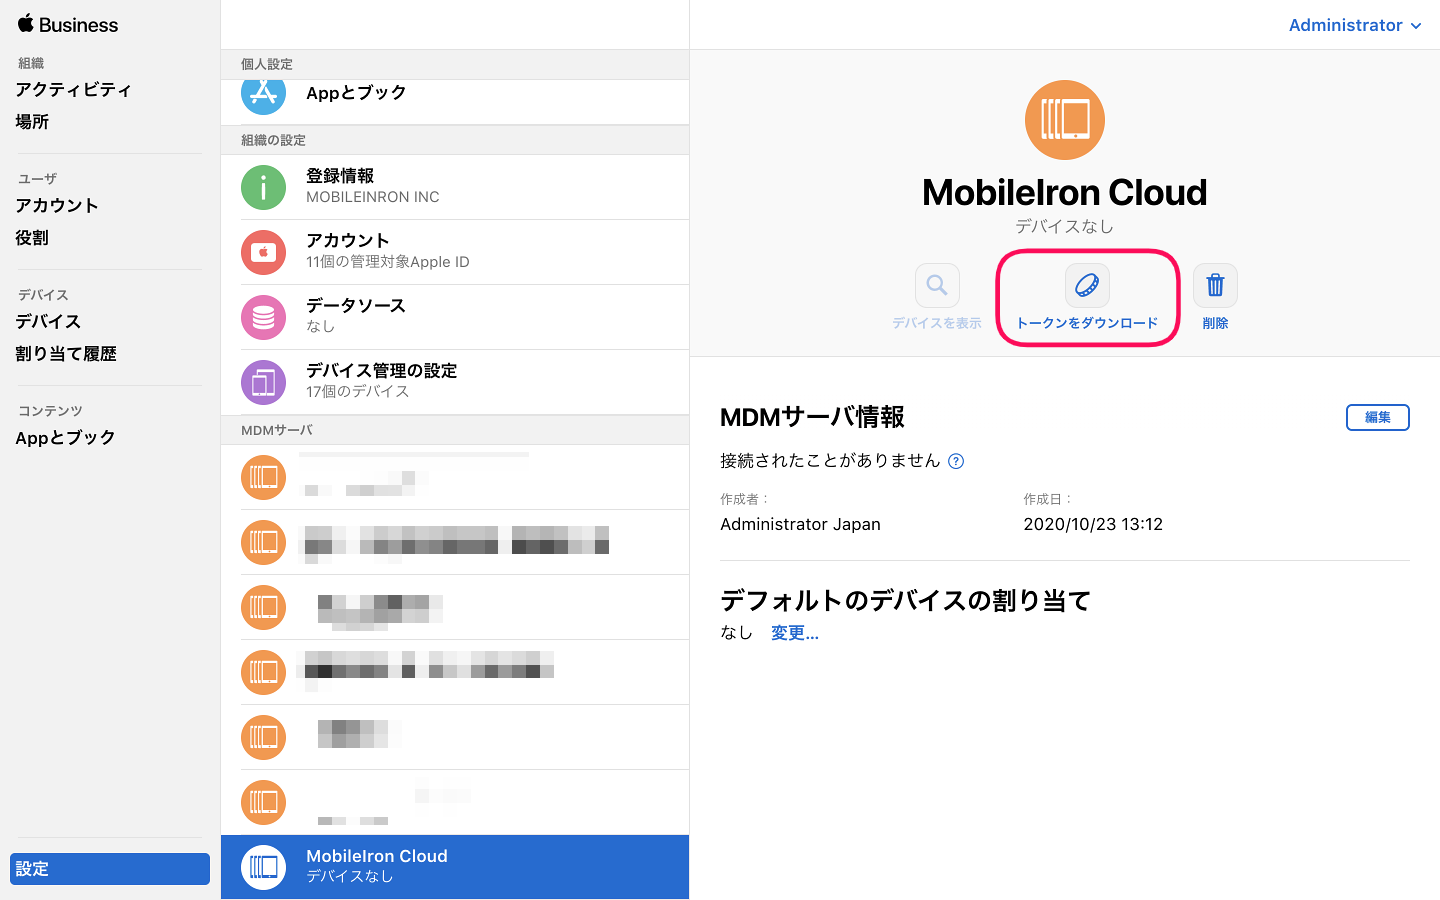 Business
組織
アクティビティ
場所
ユーザ
アカウント
役割
デバイス
デバイス
割り当て履歴
コンテンツ
Appとブック
設定
個人設定
Appとブック
組織の設定
登録情報
MOBILEINRON INC
アカウント
11個の管理対象Apple ID
データソース
なし
デバイス管理の設定
17個のデバイス
MDMサーバ
MobileIron Cloud
デバイスなし
Administrator
MobileIron Cloud
デバイスなし
デバイスを表示
トークンをダウンロード
削除
MDMサーバ情報
編集
接続されたことがありません ?
作成者：
作成日：
Administrator Japan
2020/10/23 13:12
デフォルトのデバイスの割り当て
なし 変更...